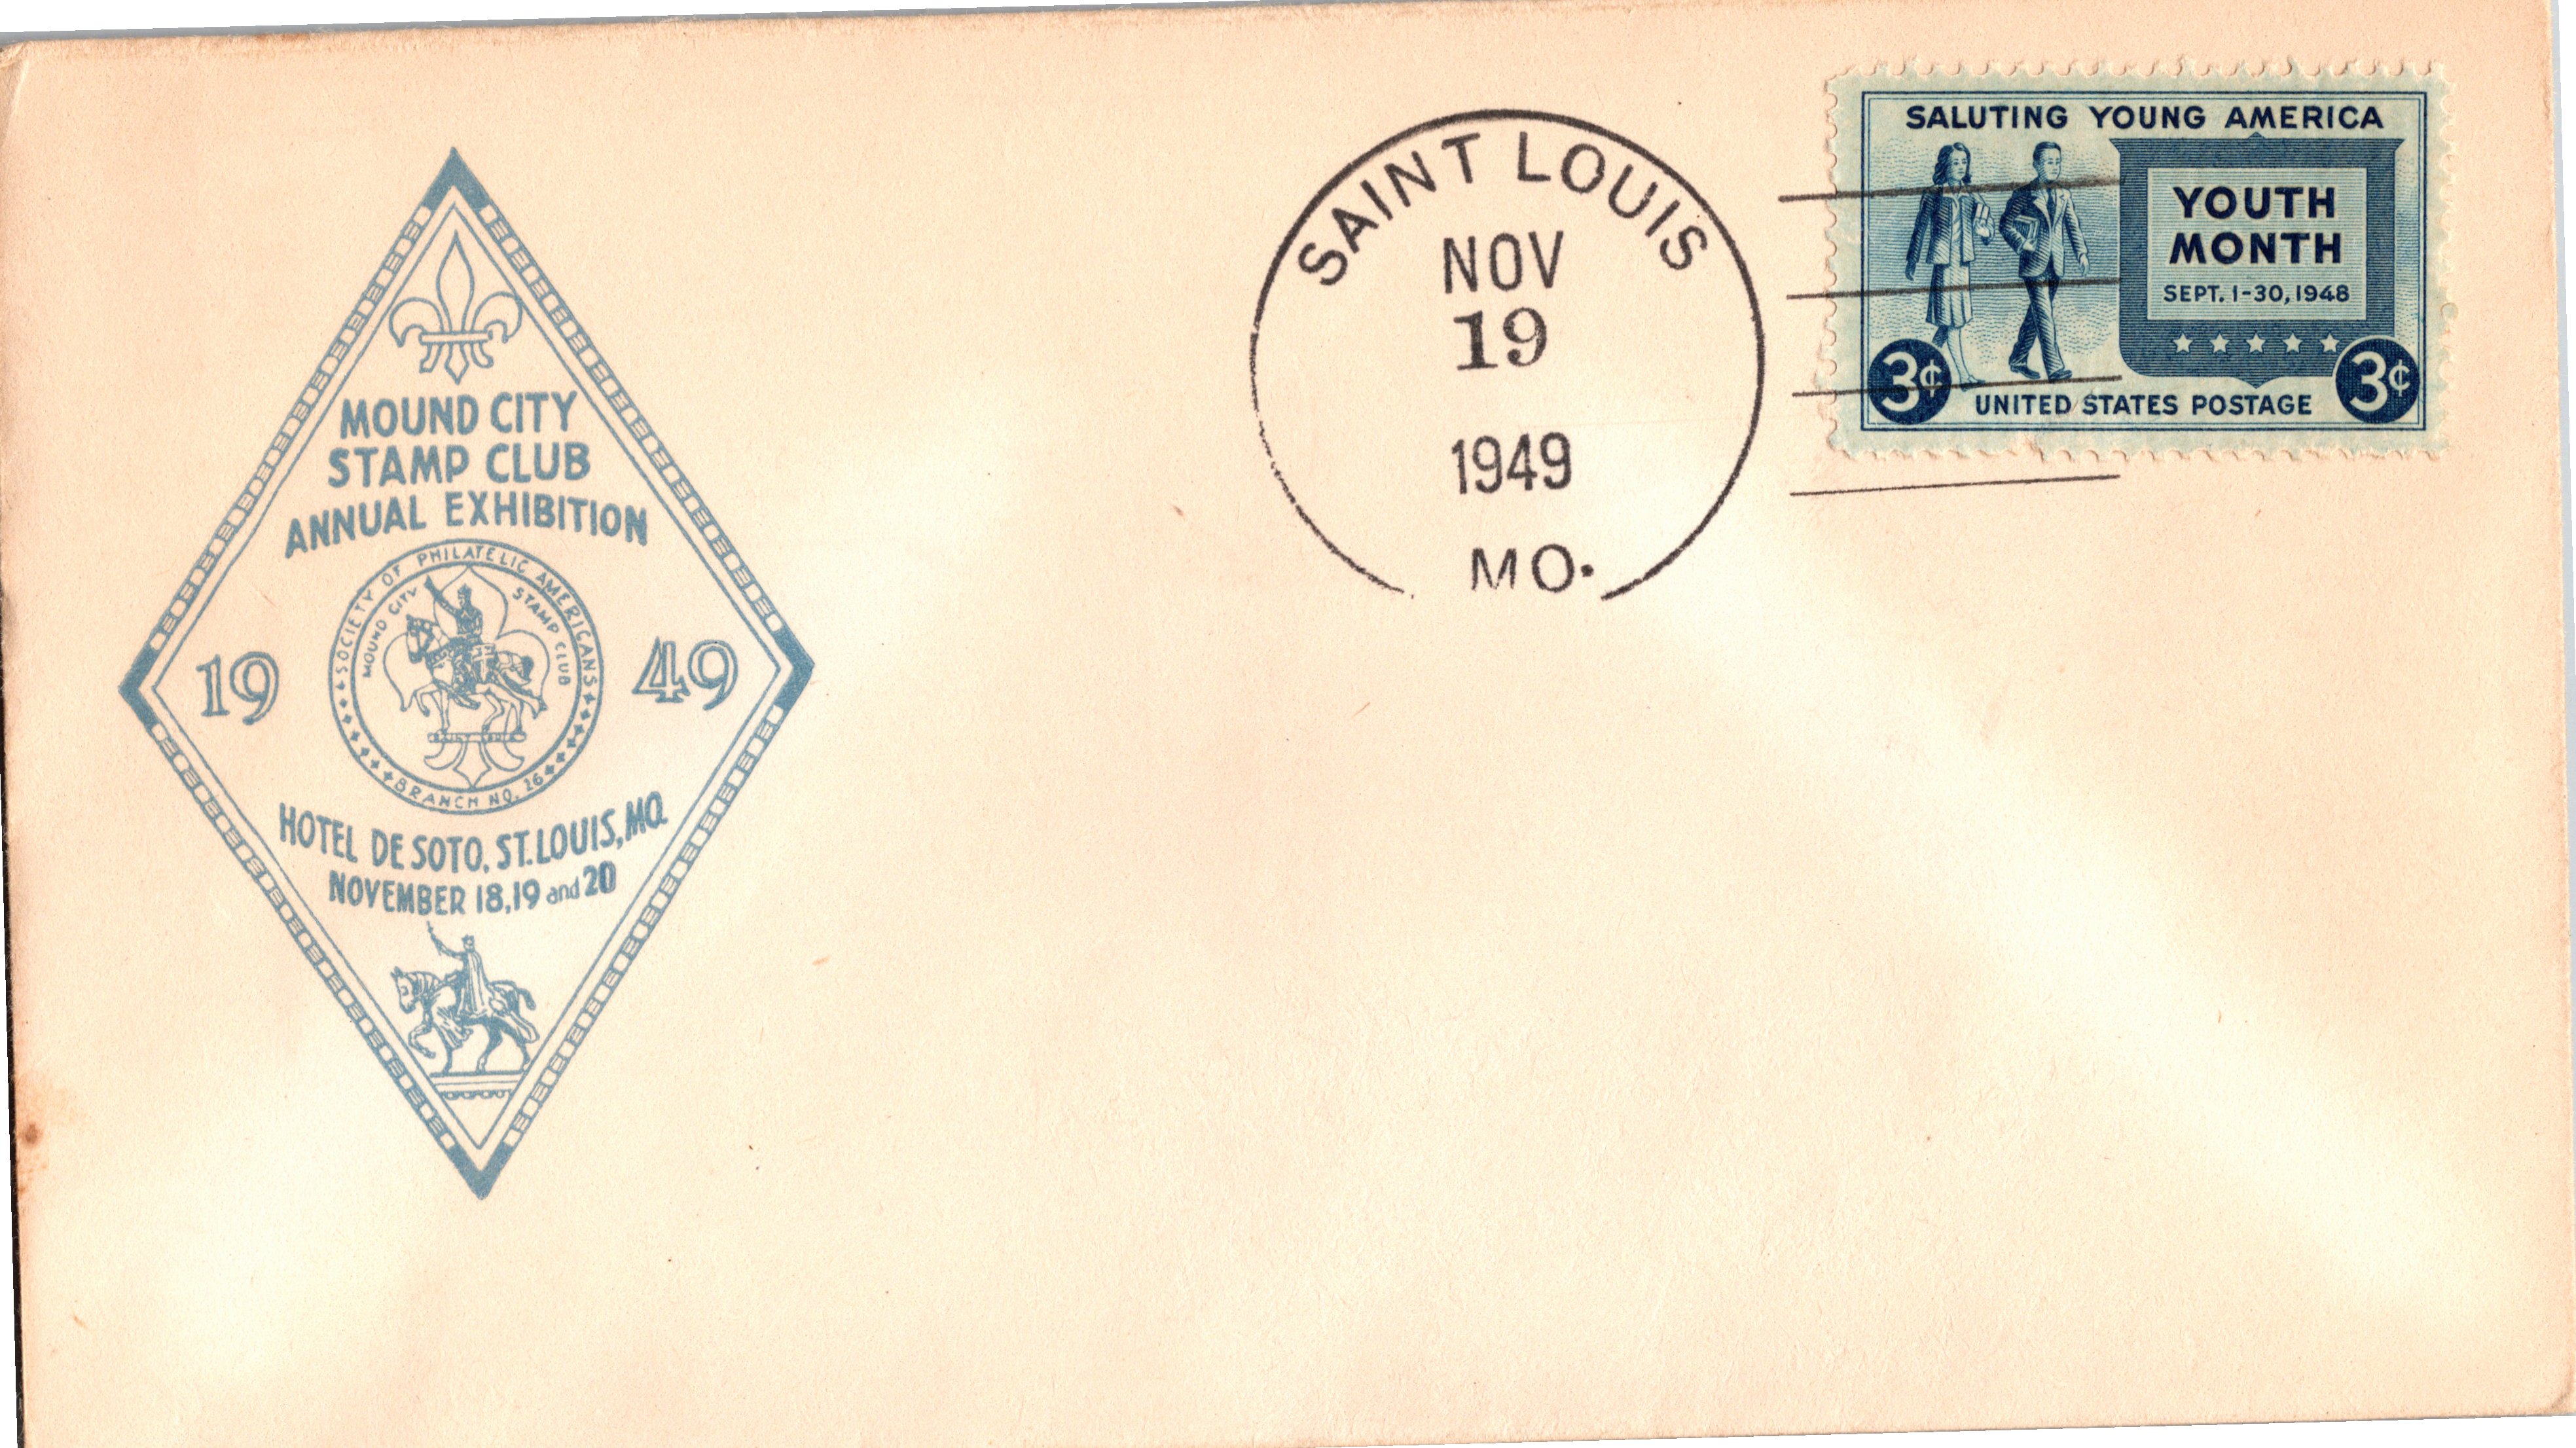 MOUND CITY
STAMP CLUB
ANNUAL EXHIBITION
SOCIETY OF PHILATELIC AMERICANS
MOUND CITY STAMP CLUB
SAINT LOUIS
BRANCH NO. 26
19 49
HOTEL DE SOTO, ST. LOUIS, MO.
NOVEMBER 18, 19 and 20
SAINT LOUIS
NOV
19
1949
MO.
SALUTING YOUNG AMERICA
YOUTH
MONTH
SEPT. 1-30, 1948
3¢ UNITED STATES POSTAGE 3¢